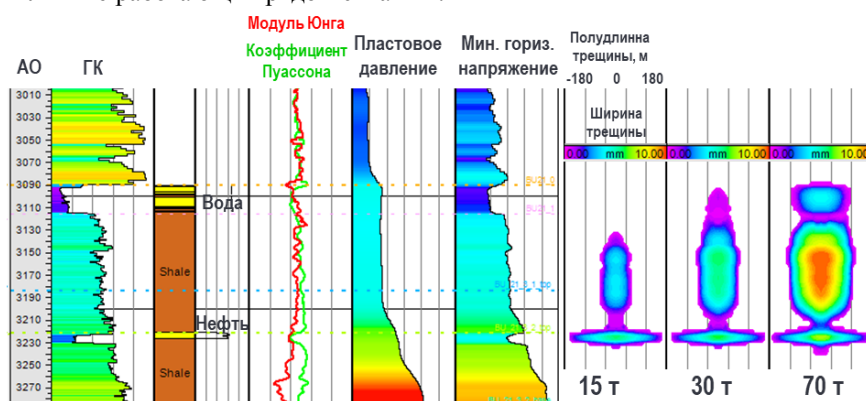 Модуль Юнга
Коэффициент
Пуассона
Пластовое
давление
Мин. гориз.
напряжение
Полудлинна
трещины, м
-180 0 180
АО ГК
Ширина
трещины
0.00 mm 10.00 0.00 mm 10.00 0.00 mm 10.00
3010
3030
3050
3070
3090
3110
3130
3150
3170
3190
3210
3230
3250
3270
Вода
Shale
Нефть
Shale
15 т 30 т 70 т